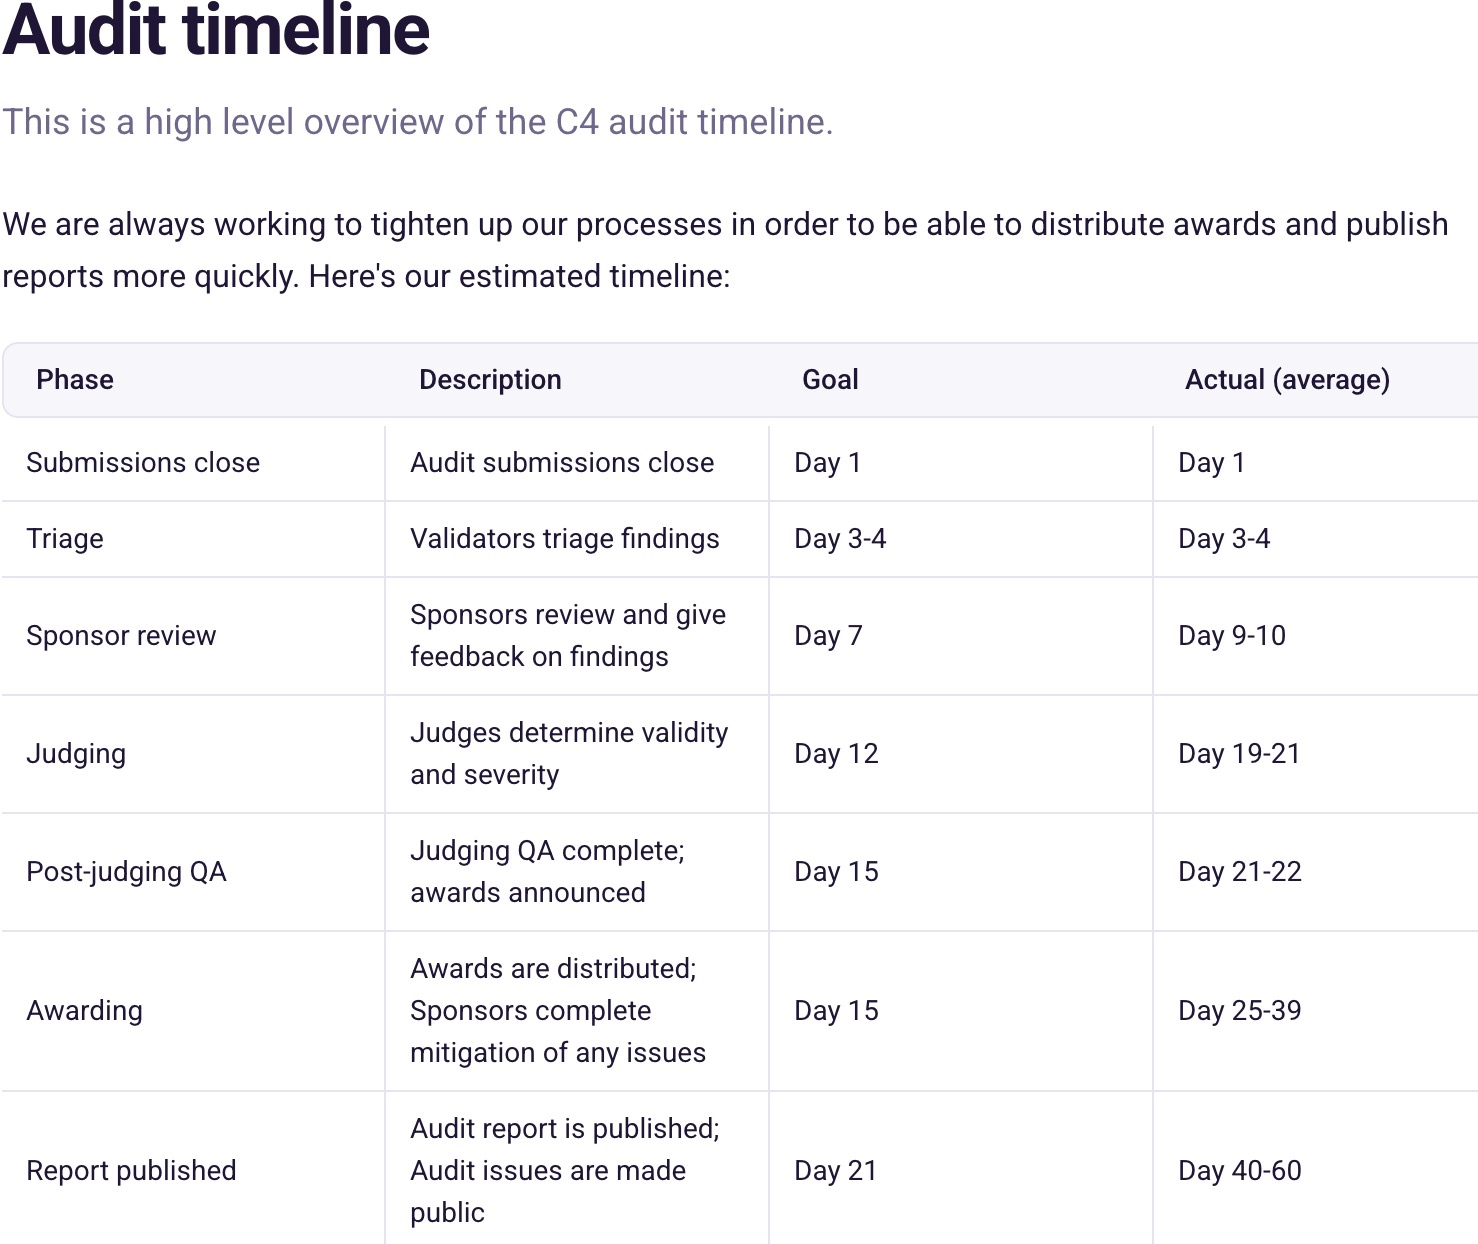 Audit timeline
This is a high level overview of the C4 audit timeline.
We are always working to tighten up our processes in order to be able to distribute awards and publish
reports more quickly. Here's our estimated timeline:
Phase Description Goal Actual (average)
Submissions close Audit submissions close Day 1 Day 1
Triage Validators triage findings Day 3-4 Day 3-4
Sponsor review Sponsors review and give
feedback on findings Day 7 Day 9-10
Judging Judges determine validity
and severity Day 12 Day 19-21
Post-judging QA Judging QA complete;
awards announced Day 15 Day 21-22
Awarding Awards are distributed;
Sponsors complete
mitigation of any issues Day 15 Day 25-39
Report published Audit report is published;
Audit issues are made
public Day 21 Day 40-60